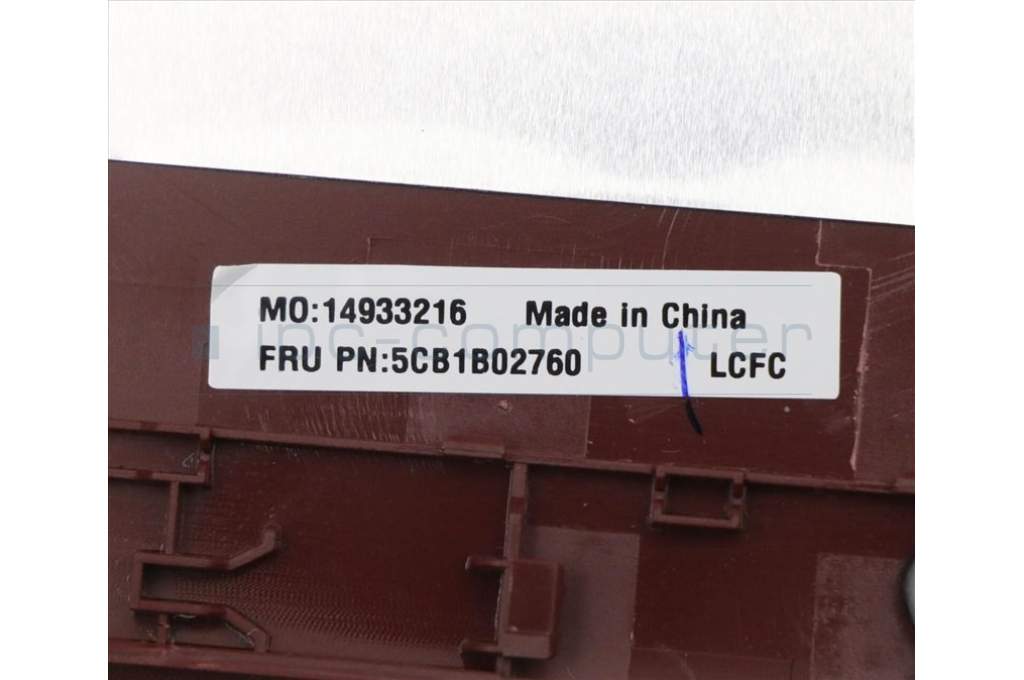 MO:14933216 Made in China
ipc-computer
FRU PN:5CB1B02760 LCFC